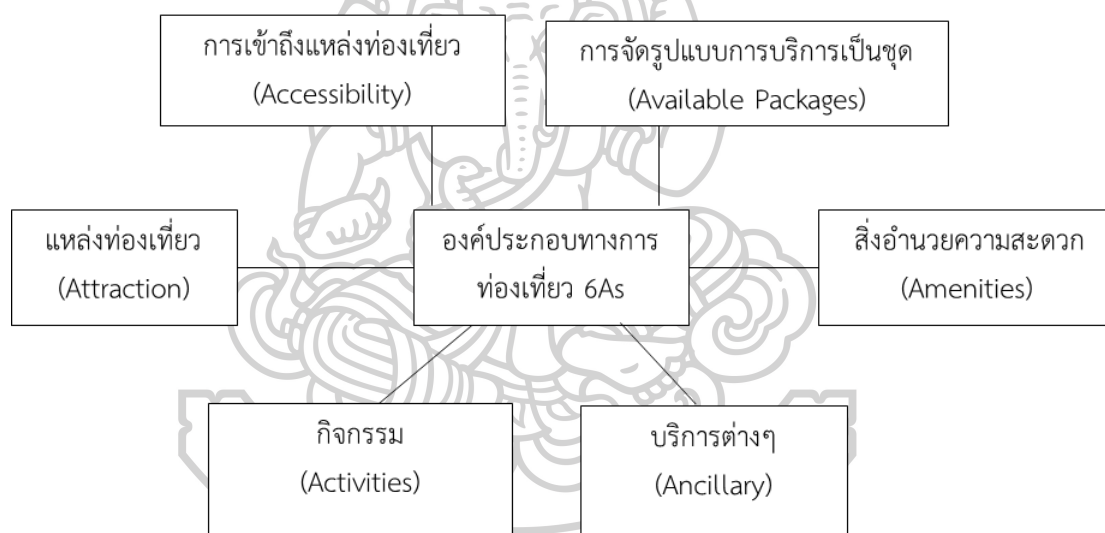 การเข้าถึงแหล่งท่องเที่ยว
(Accessibility)
การจัดรูปแบบการบริการเป็นชุด
(Available Packages)
แหล่งท่องเที่ยว
(Attraction)
องค์ประกอบทางการ
ท่องเที่ยว 6As
สิ่งอำนวยความสะดวก
(Amenities)
กิจกรรม
(Activities)
บริการต่างๆ
(Ancillary)